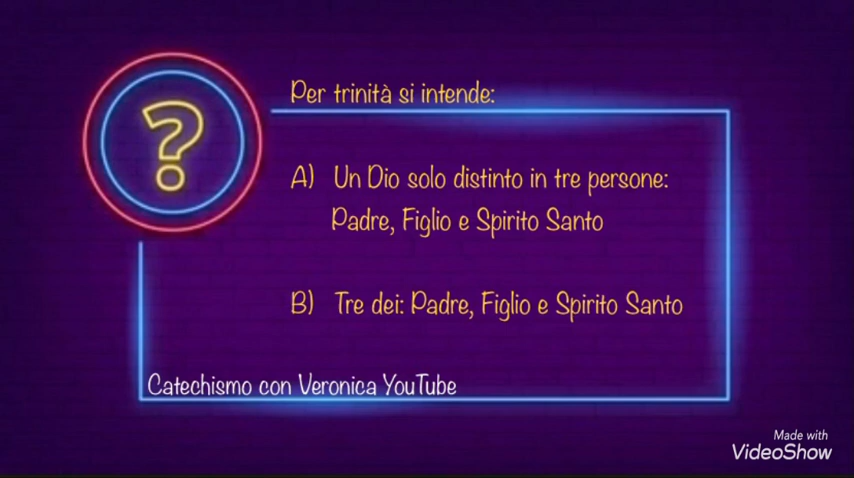 Per trinità si intende:
A) Un Dio solo distinto in tre persone:
Padre, Figlio e Spirito Santo
B) Tre dei: Padre, Figlio e Spirito Santo
Catechismo con Veronica YouTube
Made with
VideoShow